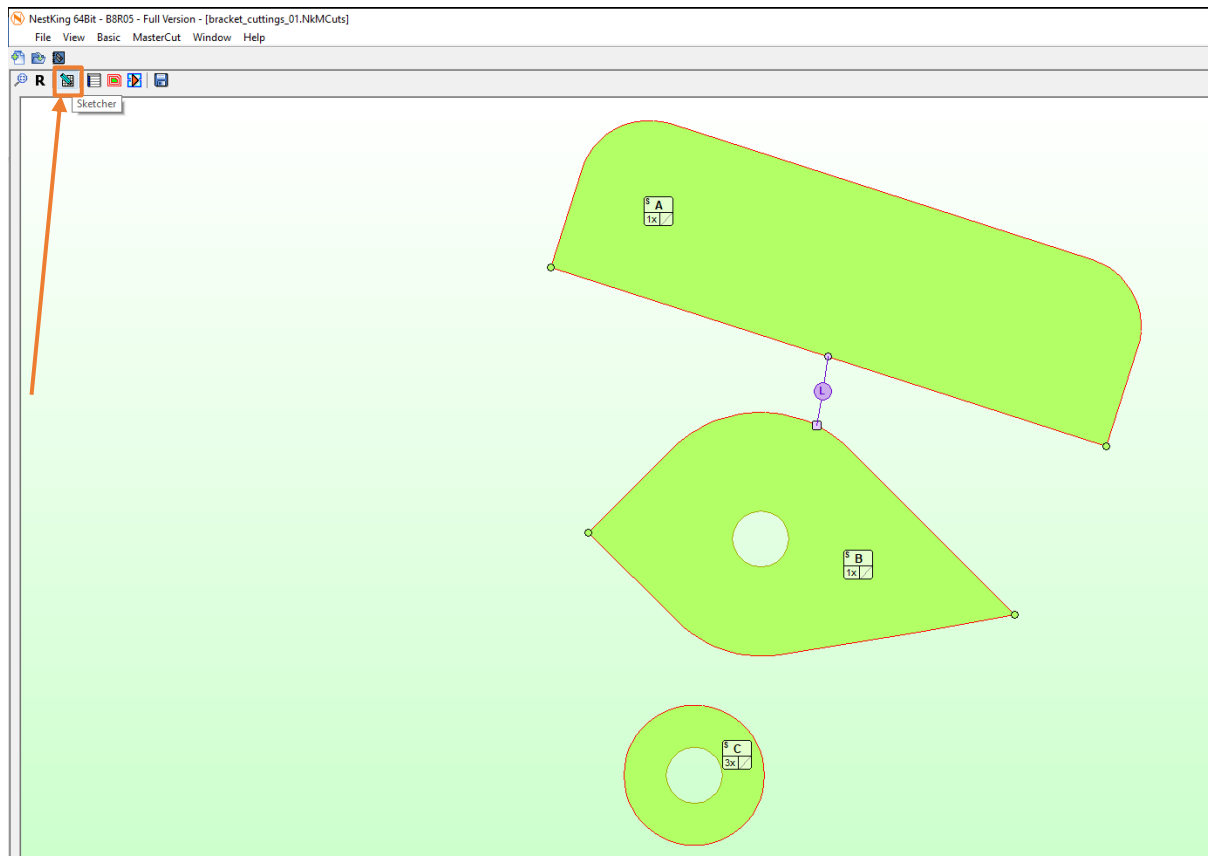 NestKing 64Bit - B8R05 - Full Version - [bracket_cuttings_01.NkMCuts]
File View Basic MasterCut Window Help
R
Sketcher
S A
1x
L
S B
1x
S C
3x